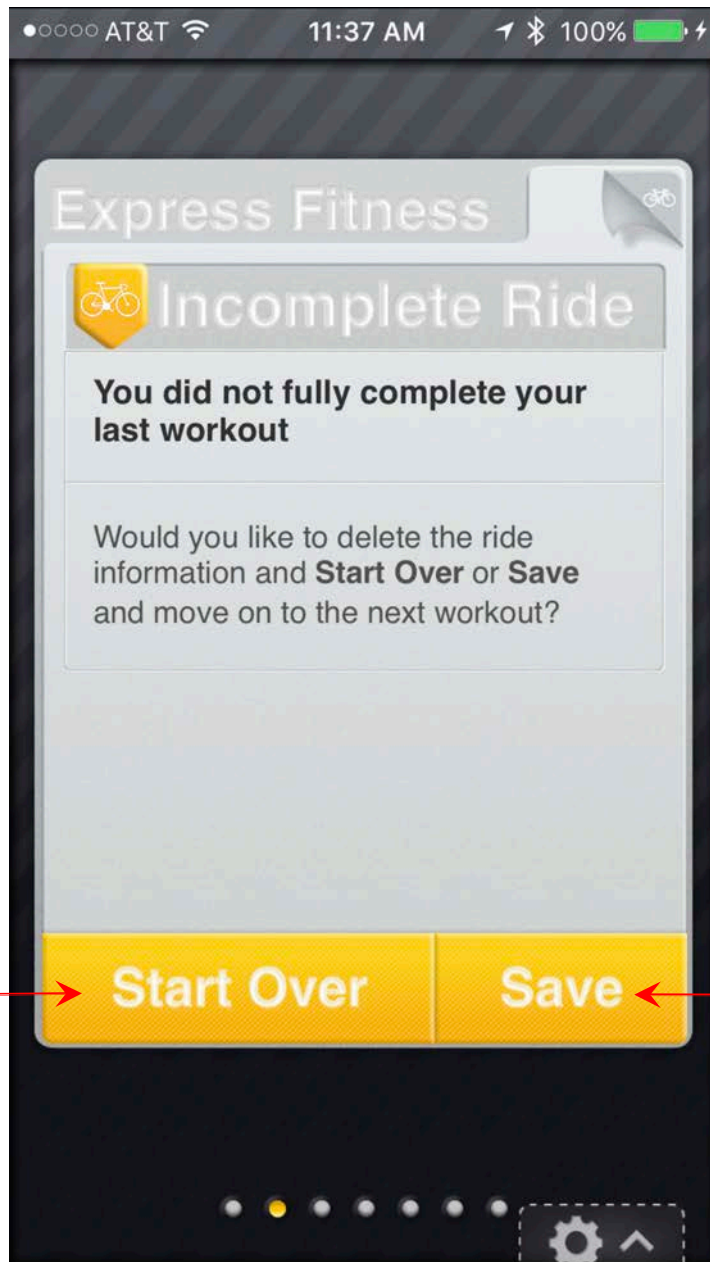 AT&T 11:37 AM 100%
Express Fitness
Incomplete Ride
You did not fully complete your
last workout
Would you like to delete the ride
information and Start Over or Save
and move on to the next workout?
Start Over Save